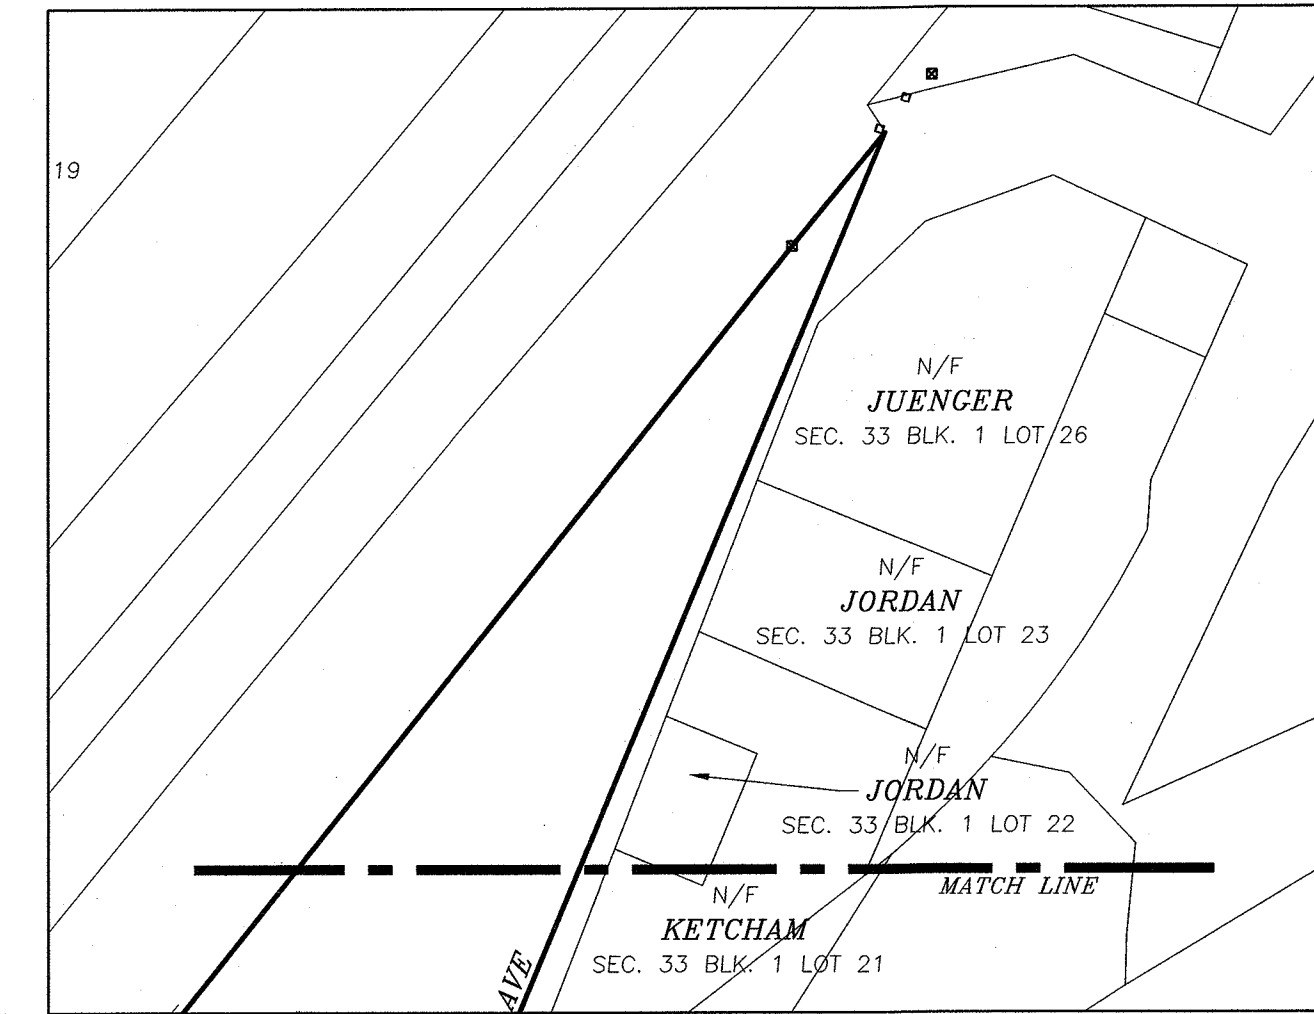 19
N/F
JUENGER
SEC. 33 BLK. 1 LOT 26
N/F
JORDAN
SEC. 33 BLK. 1 LOT 23
N/F
JORDAN
SEC. 33 BLK. 1 LOT 22
MATCH LINE
N/F
KETCHAM
SEC. 33 BLK. 1 LOT 21
AVE